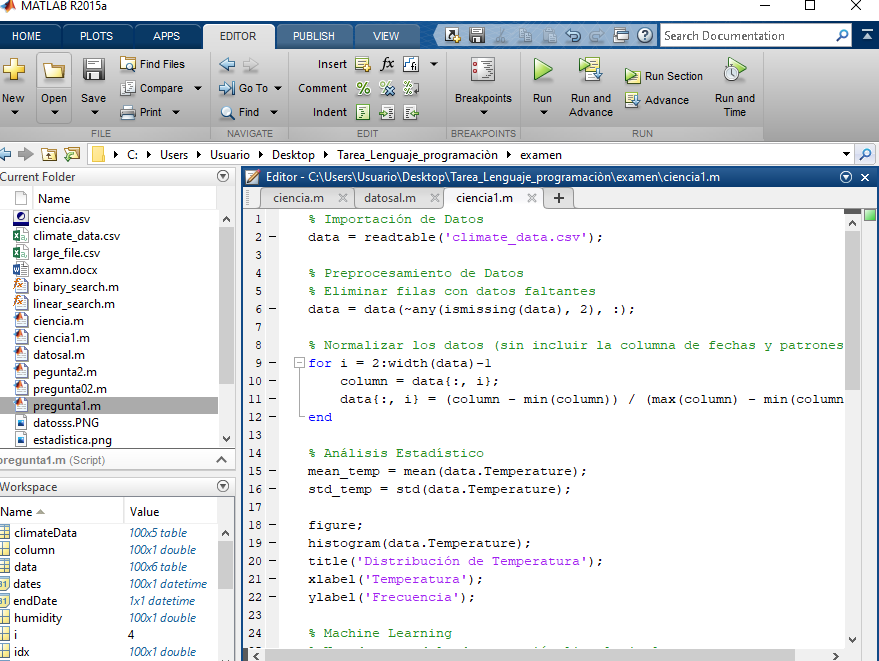 MATLAB R2015a
HOME PLOTS APPS EDITOR PUBLISH VIEW Search Documentation
New Open Save Find Files Compare Print
Go To Find
Insert fx
Comment
Indent
Breakpoints
Run Run and Advance Run Section Advance Run and Time
FILE NAVIGATE EDIT BREAKPOINTS RUN
C: Users Usuario Desktop Tarea_Lenguaje_programaciòn examen
Current Folder
Name
ciencia.asv
climate_data.csv
large_file.csv
examn.docx
binary_search.m
linear_search.m
ciencia.m
ciencia1.m
datosal.m
pegunta2.m
pregunta02.m
pregunta1.m
datosss.PNG
estadistica.png
pregunta1.m (Script)
Workspace
Name Value
climateData 100x5 table
column 100x1 double
data 100x6 table
dates 100x1 datetime
endDate 1x1 datetime
humidity 100x1 double
i 4
idx 100x1 double
Editor - C:\Users\Usuario\Desktop\Tarea_Lenguaje_programaciòn\examen\ciencia1.m
ciencia.m datosal.m ciencia1.m
1 % Importación de Datos
2 data = readtable('climate_data.csv');
3
4 % Preprocesamiento de Datos
5 % Eliminar filas con datos faltantes
6 data = data(~any(ismissing(data), 2), :);
7
8 % Normalizar los datos (sin incluir la columna de fechas y patrones
9 for i = 2:width(data)-1
10 column = data{:, i};
11 data{:, i} = (column - min(column)) / (max(column) - min(column
12 end
13
14 % Análisis Estadístico
15 mean_temp = mean(data.Temperature);
16 std_temp = std(data.Temperature);
17
18 figure;
19 histogram(data.Temperature);
20 title('Distribución de Temperatura');
21 xlabel('Temperatura');
22 ylabel('Frecuencia');
23
24 % Machine Learning